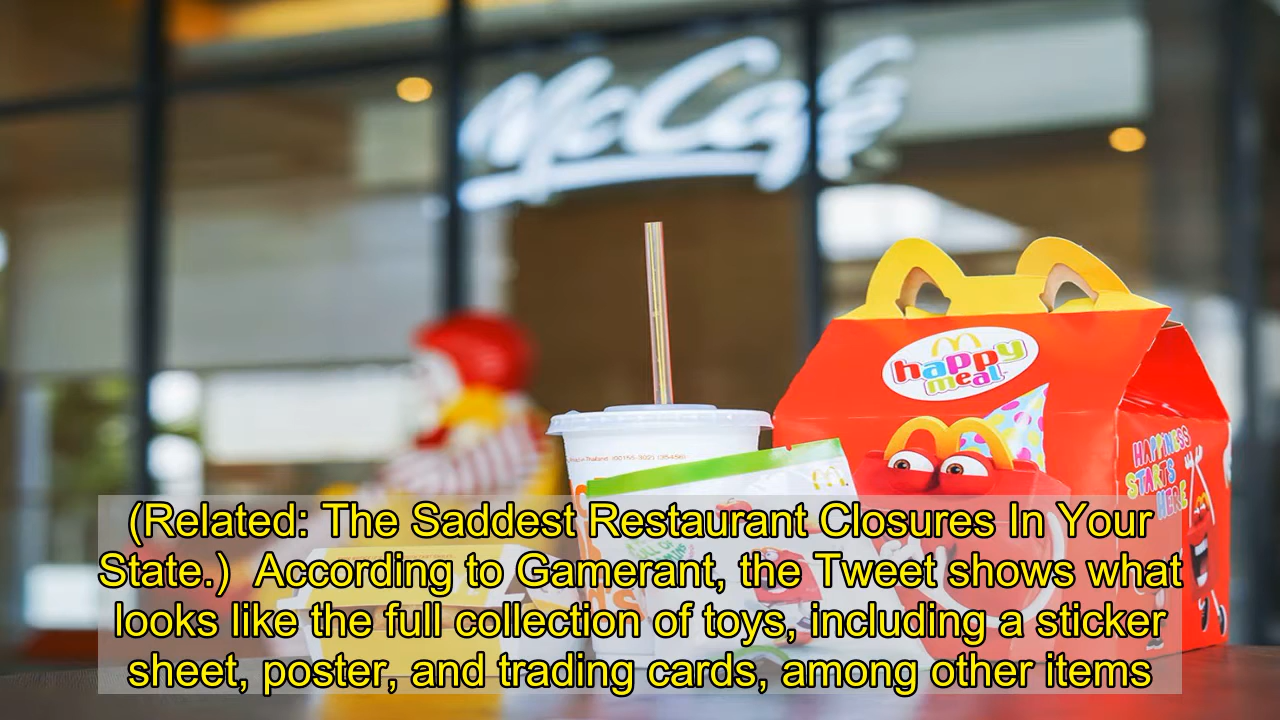 McCafé
happy
meal
HAPPINESS
STARTS
HERE
(Related: The Saddest Restaurant Closures In Your
State.)  According to Gamerant, the Tweet shows what
looks like the full collection of toys, including a sticker
sheet, poster, and trading cards, among other items